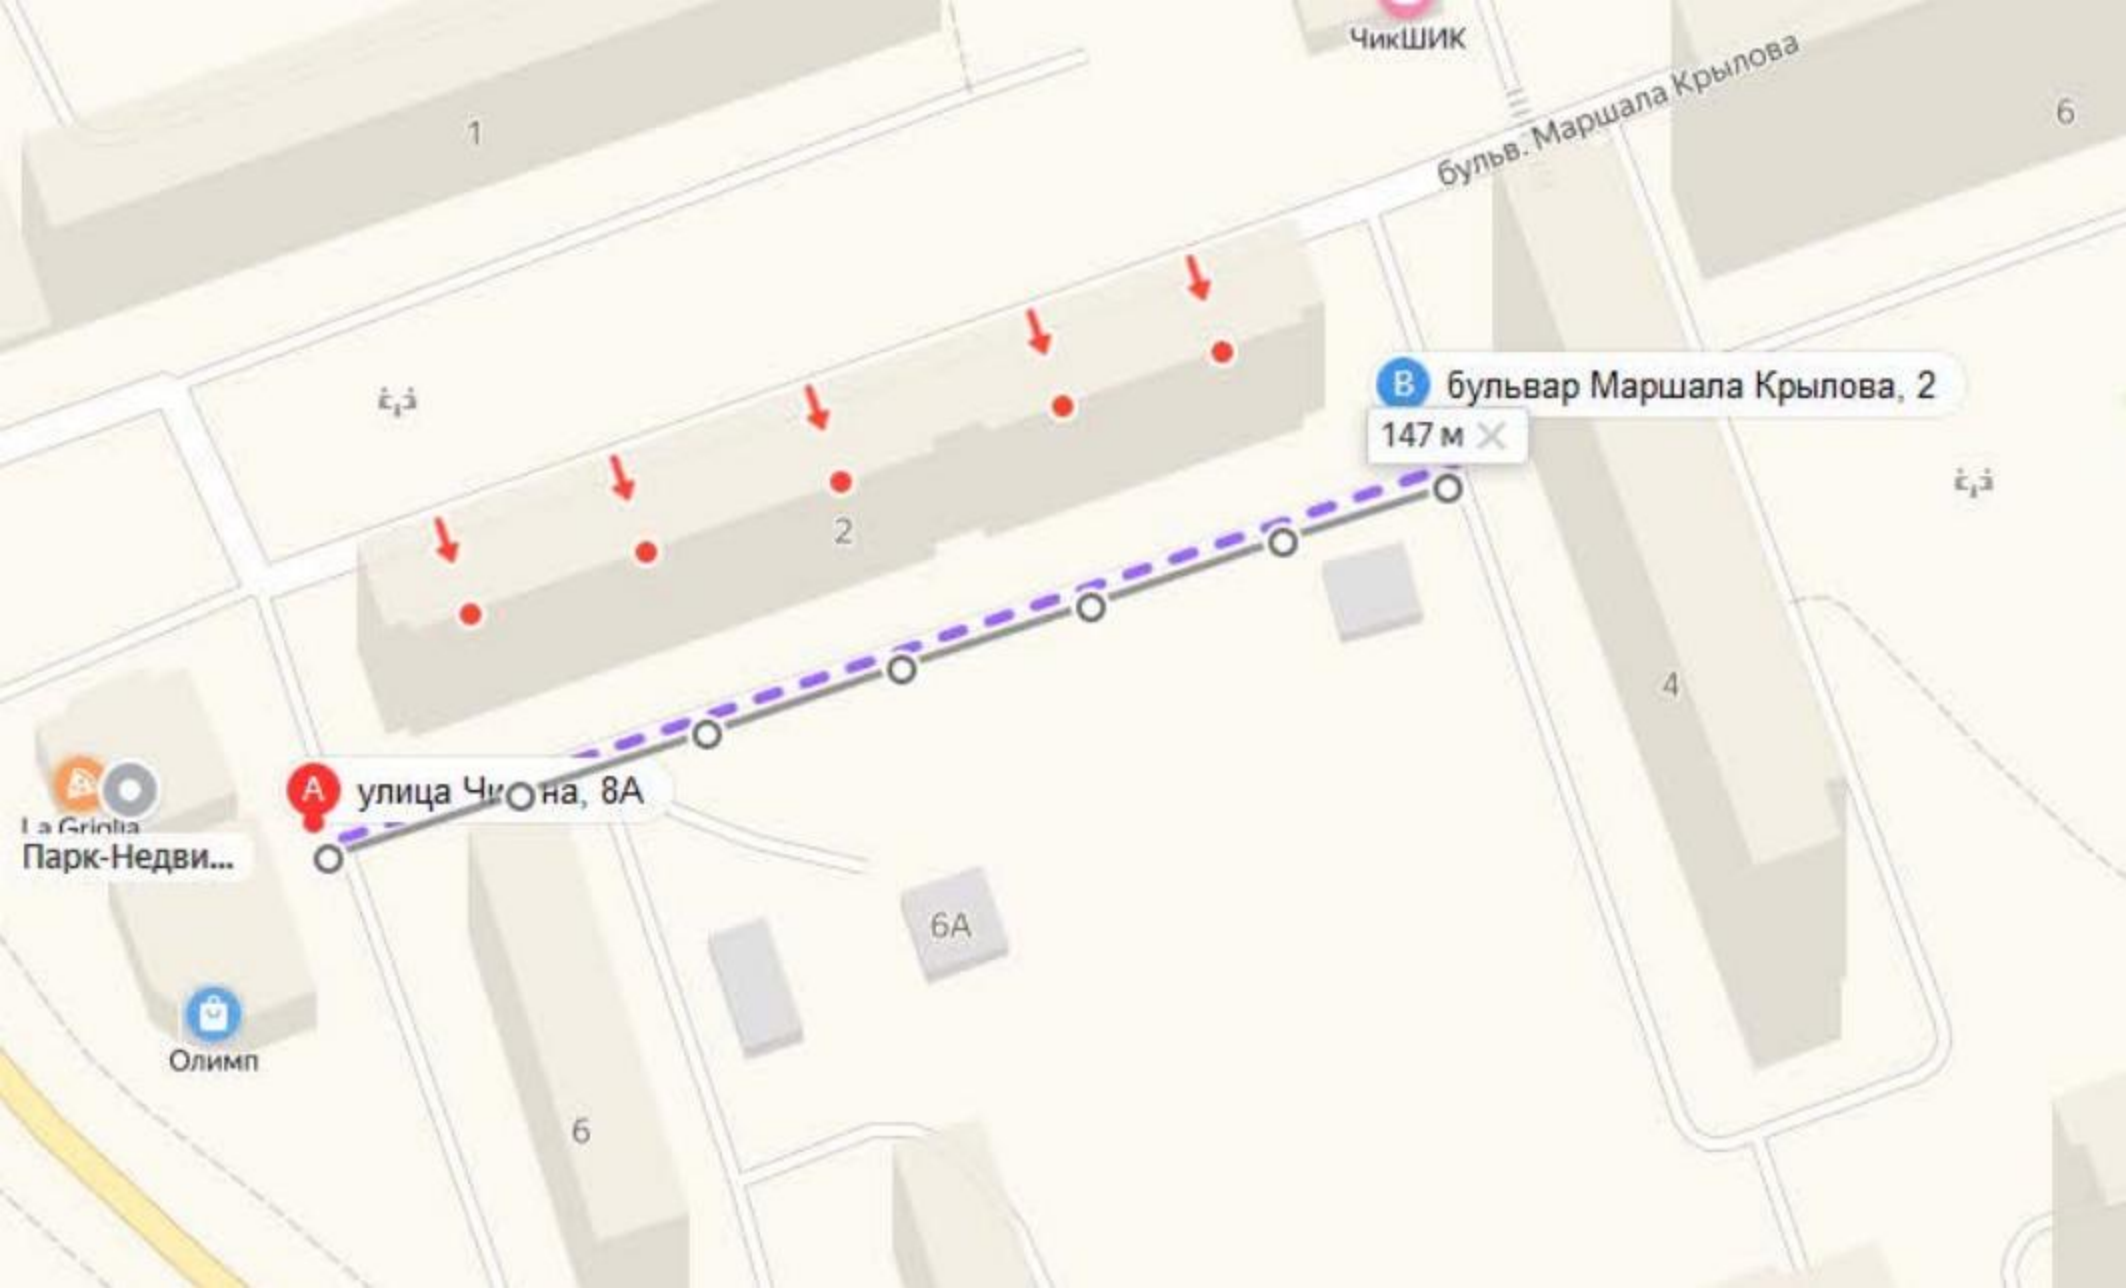 ЧикШИК
бульв. Маршала Крылова
1
6
B бульвар Маршала Крылова, 2
147 м
2
4
A улица Чи на, 8А
La Griglia
Парк-Недви...
6А
Олимп
6